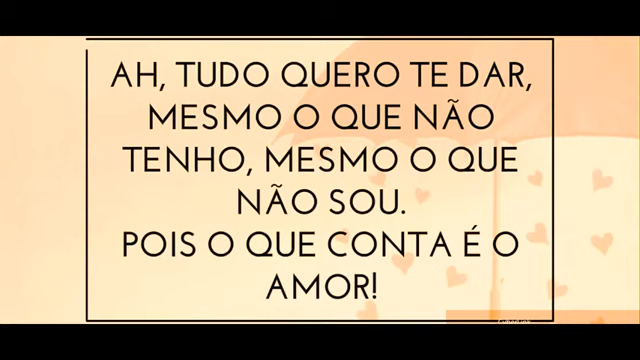 AH, TUDO QUERO TE DAR,
MESMO O QUE NÃO
TENHO, MESMO O QUE
NÃO SOU.
POIS O QUE CONTA É O
AMOR!